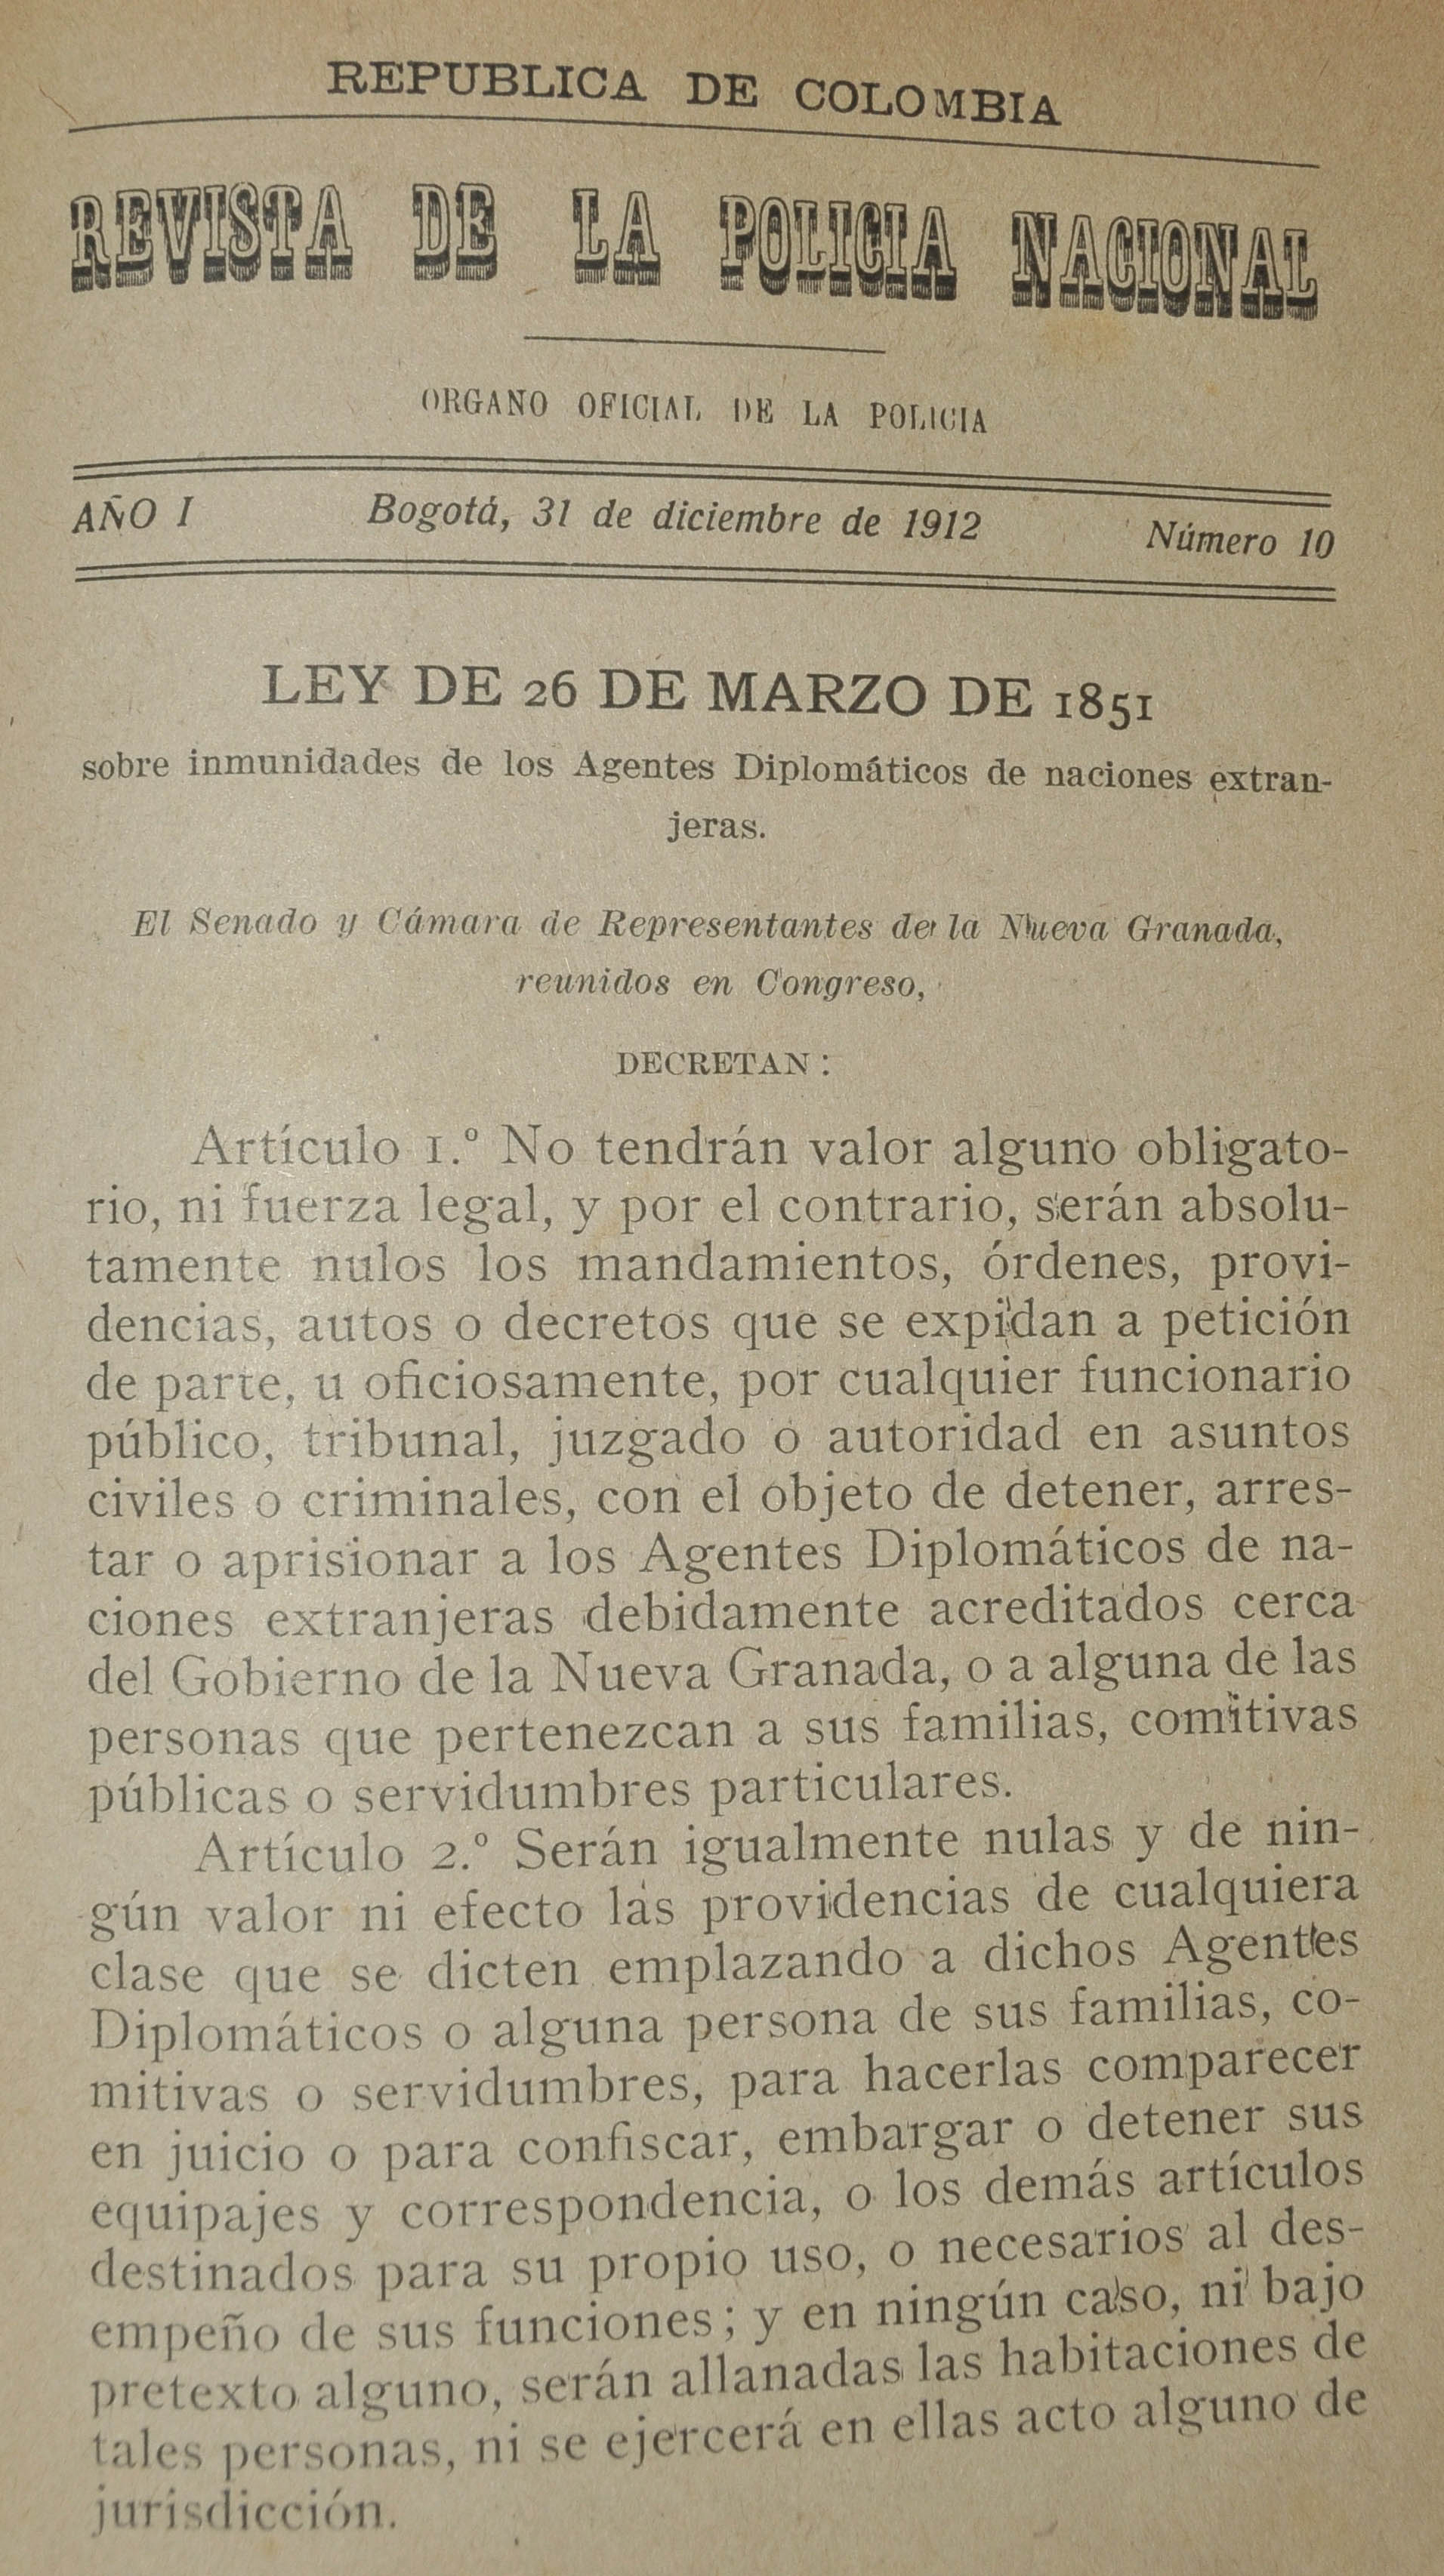 REPUBLICA DE COLOMBIA
REVISTA DE LA POLICIA NACIONAL
ORGANO OFICIAL DE LA POLICIA
AÑO I Bogotá, 31 de diciembre de 1912 Número 10
LEY DE 26 DE MARZO DE 1851
sobre inmunidades de los Agentes Diplomáticos de naciones extran-
jeras.
El Senado y Cámara de Representantes de la Nueva Granada,
reunidos en Congreso,
DECRETAN:
Artículo 1.º No tendrán valor alguno obligato-
rio, ni fuerza legal, y por el contrario, serán absolu-
tamente nulos los mandamientos, órdenes, provi-
dencias, autos o decretos que se expidan a petición
de parte, u oficiosamente, por cualquier funcionario
público, tribunal, juzgado o autoridad en asuntos
civiles o criminales, con el objeto de detener, arres-
tar o aprisionar a los Agentes Diplomáticos de na-
ciones extranjeras debidamente acreditados cerca
del Gobierno de la Nueva Granada, o a alguna de las
personas que pertenezcan a sus familias, comitivas
públicas o servidumbres particulares.
Artículo 2.º Serán igualmente nulas y de nin-
gún valor ni efecto las providencias de cualquiera
clase que se dicten emplazando a dichos Agentes
Diplomáticos o alguna persona de sus familias, co-
mitivas o servidumbres, para hacerlas comparecer
en juicio o para confiscar, embargar o detener sus
equipajes y correspondencia, o los demás artículos
destinados para su propio uso, o necesarios al des-
empeño de sus funciones; y en ningún caso, ni bajo
pretexto alguno, serán allanadas las habitaciones de
tales personas, ni se ejercerá en ellas acto alguno de
jurisdicción.